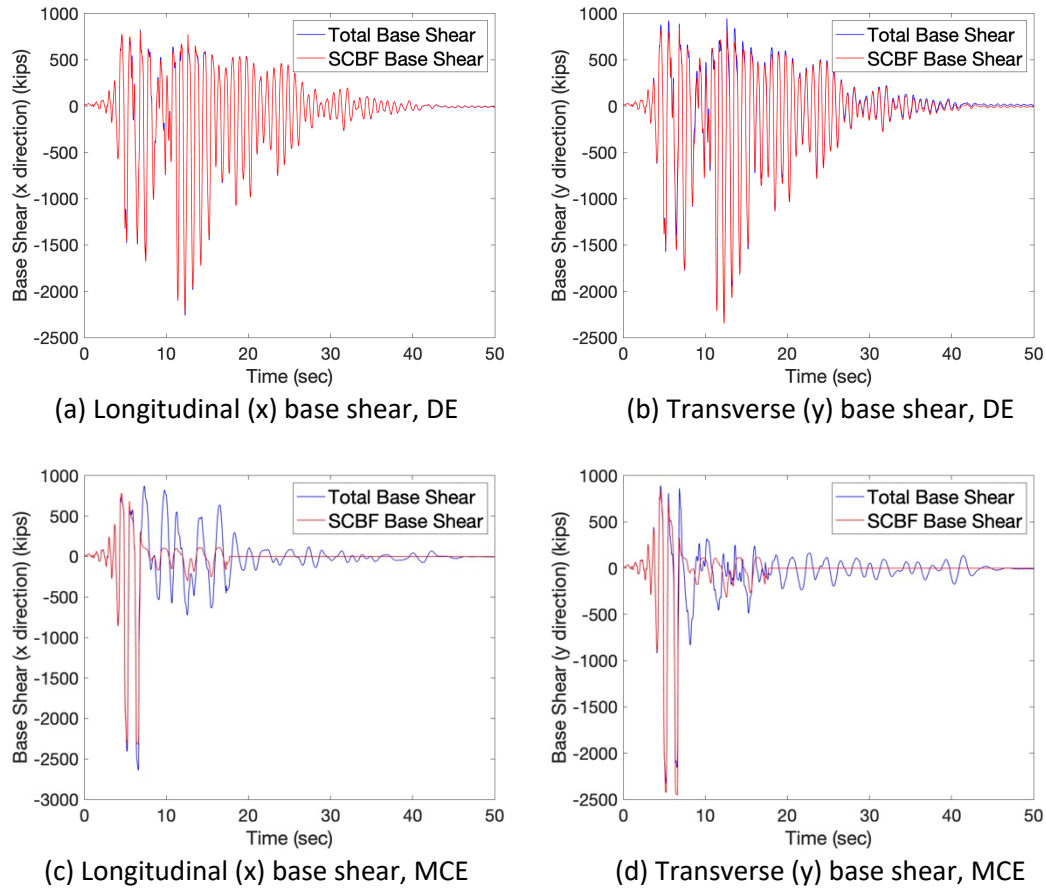 1000
500
0
-500
-1000
-1500
-2000
-2500
Base Shear (x direction) (kips)
Total Base Shear
SCBF Base Shear
0 10 20 30 40 50
Time (sec)
(a) Longitudinal (x) base shear, DE
1000
500
0
-500
-1000
-1500
-2000
-2500
Base Shear (y direction) (kips)
Total Base Shear
SCBF Base Shear
0 10 20 30 40 50
Time (sec)
(b) Transverse (y) base shear, DE
1000
500
0
-500
-1000
-1500
-2000
-2500
-3000
Base Shear (x direction) (kips)
Total Base Shear
SCBF Base Shear
0 10 20 30 40 50
Time (sec)
(c) Longitudinal (x) base shear, MCE
1000
500
0
-500
-1000
-1500
-2000
-2500
Base Shear (y direction) (kips)
Total Base Shear
SCBF Base Shear
0 10 20 30 40 50
Time (sec)
(d) Transverse (y) base shear, MCE